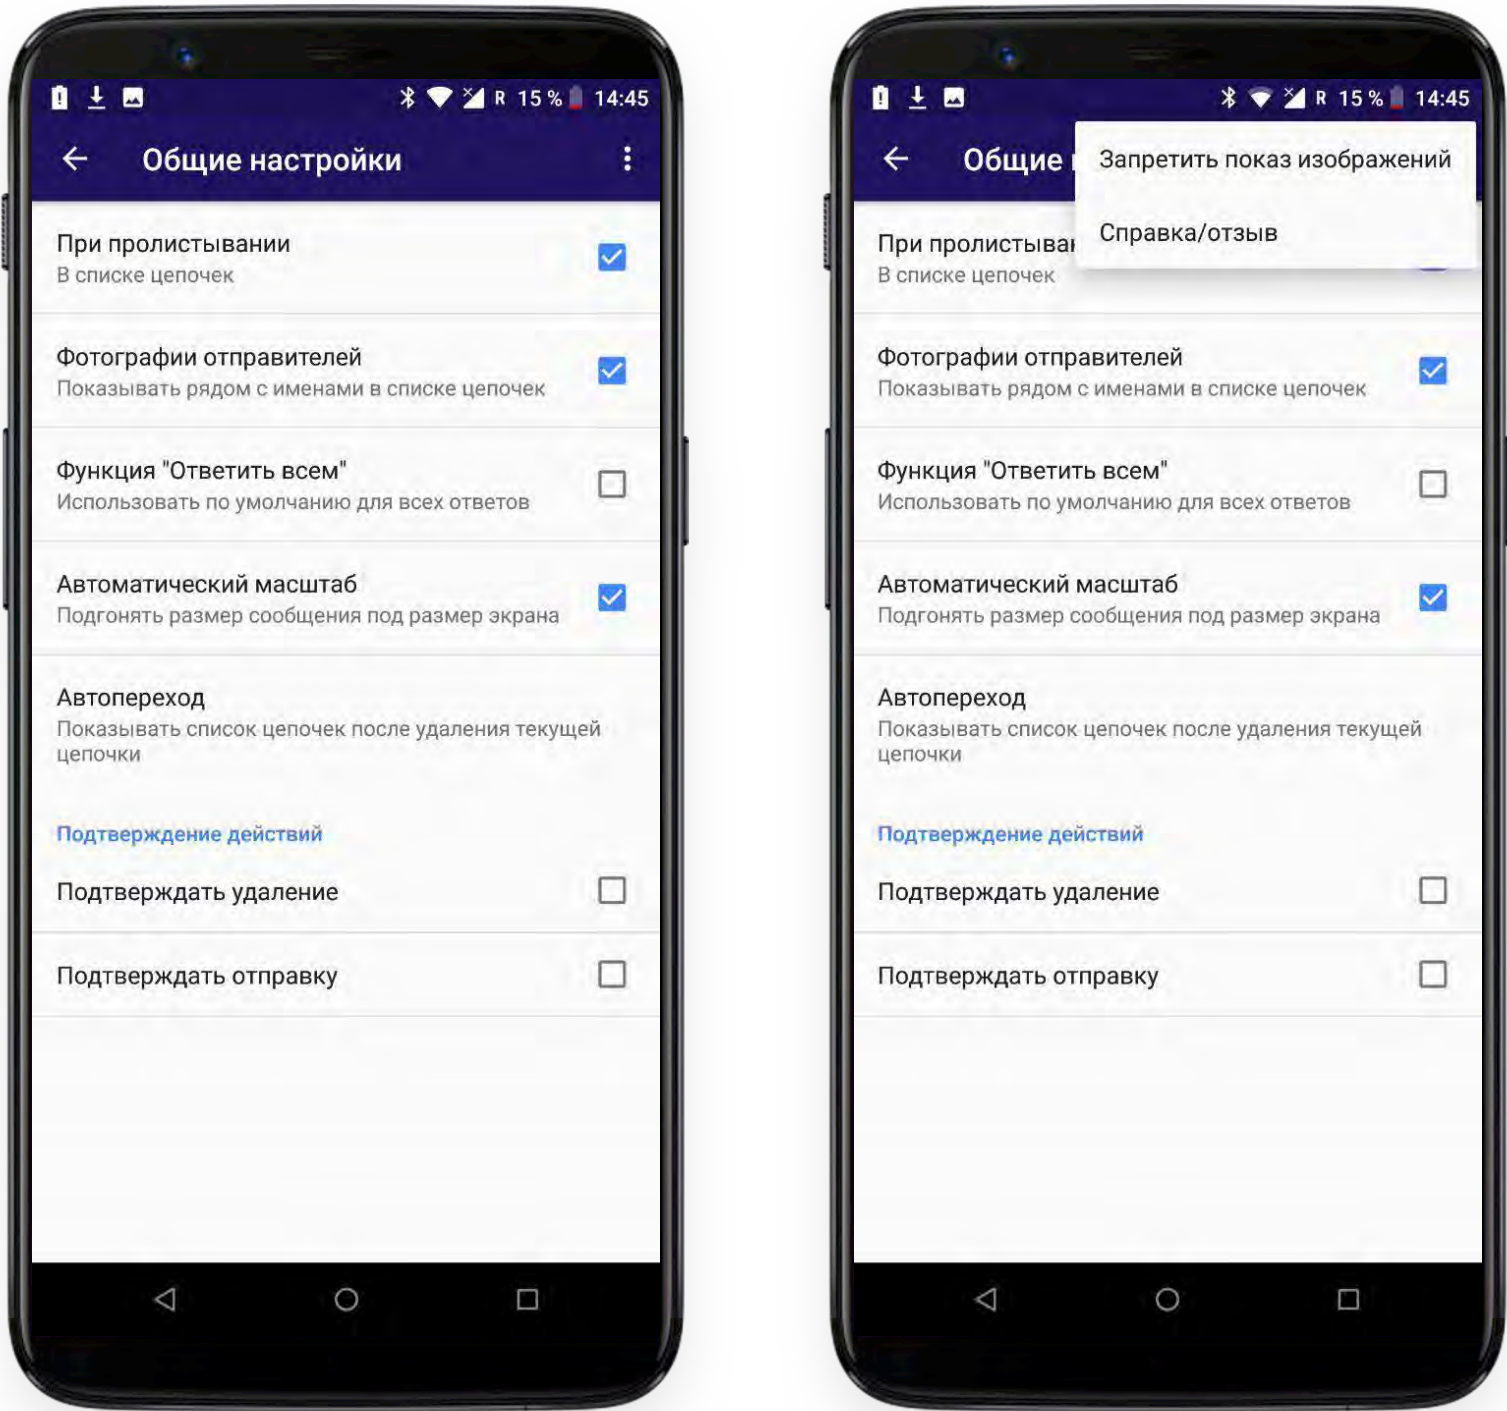 R 15 % 14:45
Общие настройки
При пролистывании
В списке цепочек
Фотографии отправителей
Показывать рядом с именами в списке цепочек
Функция "Ответить всем"
Использовать по умолчанию для всех ответов
Автоматический масштаб
Подгонять размер сообщения под размер экрана
Автопереход
Показывать список цепочек после удаления текущей
цепочки
Подтверждение действий
Подтверждать удаление
Подтверждать отправку
R 15 % 14:45
Общие
Запретить показ изображений
Справка/отзыв
При пролистыва
В списке цепочек
Фотографии отправителей
Показывать рядом с именами в списке цепочек
Функция "Ответить всем"
Использовать по умолчанию для всех ответов
Автоматический масштаб
Подгонять размер сообщения под размер экрана
Автопереход
Показывать список цепочек после удаления текущей
цепочки
Подтверждение действий
Подтверждать удаление
Подтверждать отправку